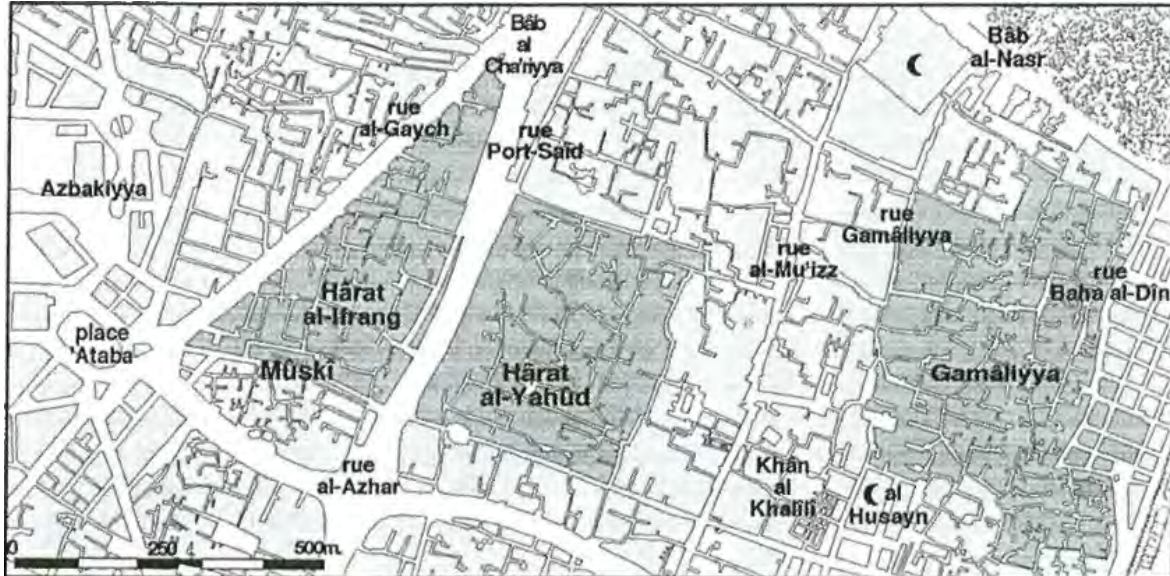 Bâb
al
Cha'riyya
Bâb
al-Nasr
rue
al-Gaych
rue
Port-Saïd
Azbakiyya
rue
Gamâliyya
rue
al-Mu'izz
rue
Baha al-Dîn
Hârat
al-Ifrang
place
'Ataba
Mûskî
Hârat
al-Yahûd
Gamâliyya
rue
al-Azhar
Khân
al
Khalîlî
al
Husayn
0 250 500m.